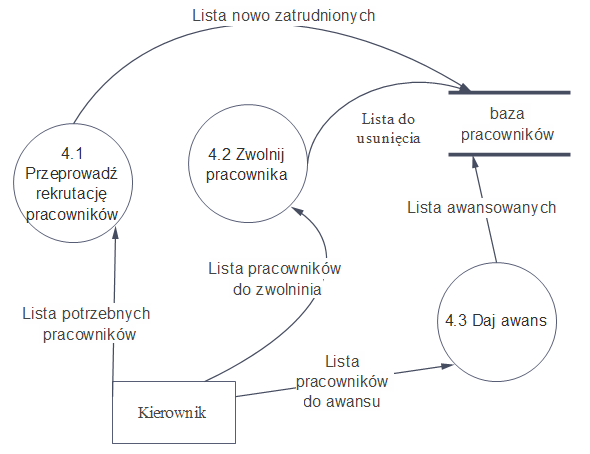 Lista nowo zatrudnionych
baza
pracowników
Lista do
usunięcia
4.1
Przeprowadź
rekrutację
pracowników
4.2 Zwolnij
pracownika
Lista awansowanych
Lista pracowników
do zwolninia
Lista potrzebnych
pracowników
4.3 Daj awans
Lista
pracowników
do awansu
Kierownik